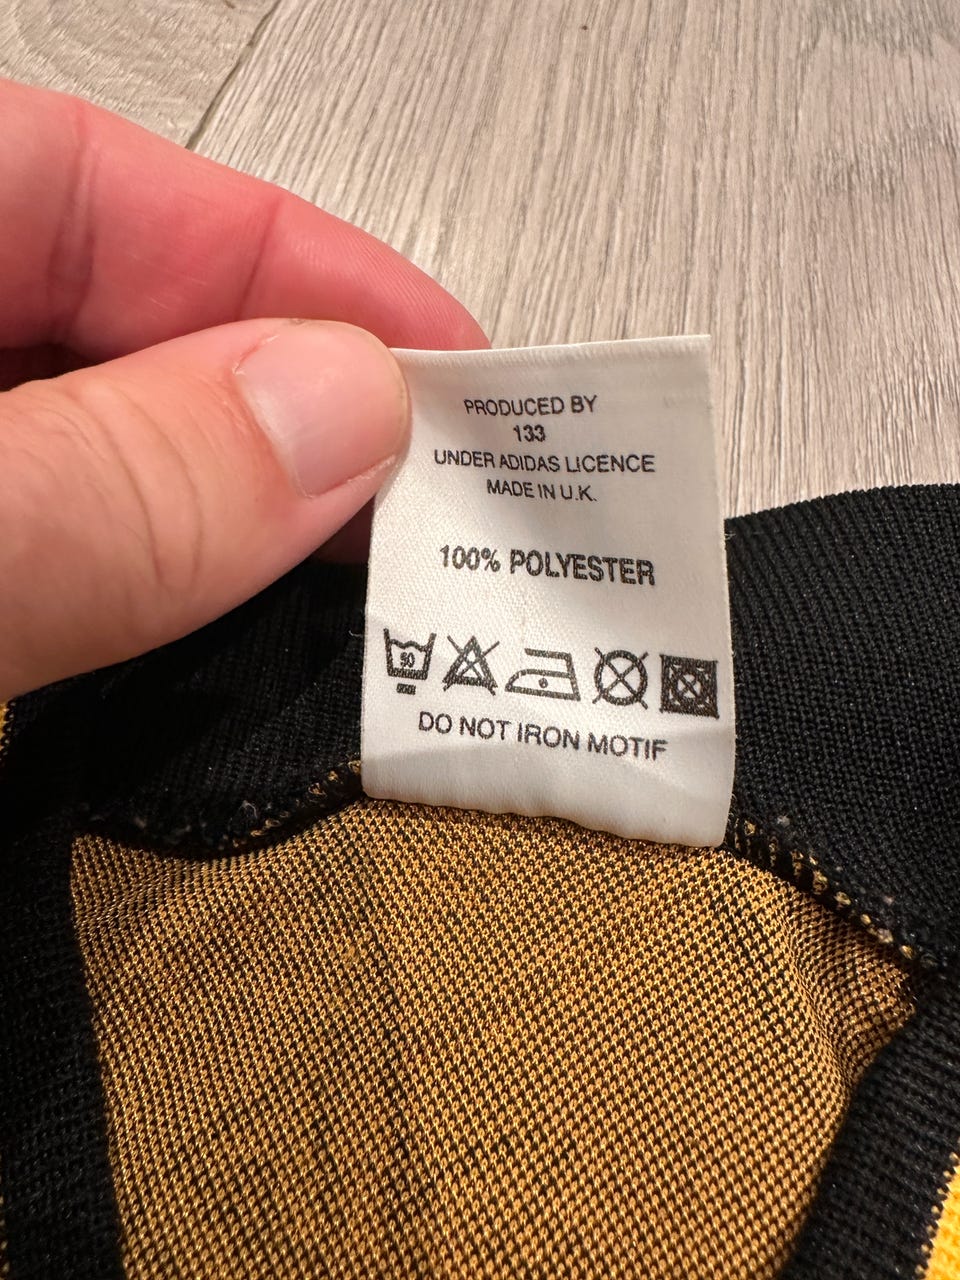 PRODUCED BY
133
UNDER ADIDAS LICENCE
MADE IN U.K.
100% POLYESTER
DO NOT IRON MOTIF